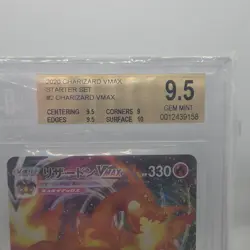 2020 CHARIZARD VMAX
STARTER SET
#2 CHARIZARD VMAX
CENTERING 9.5 CORNERS 9
EDGES 9.5 SURFACE 10
9.5
GEM MINT
0012439158
リザードンVMAX
330